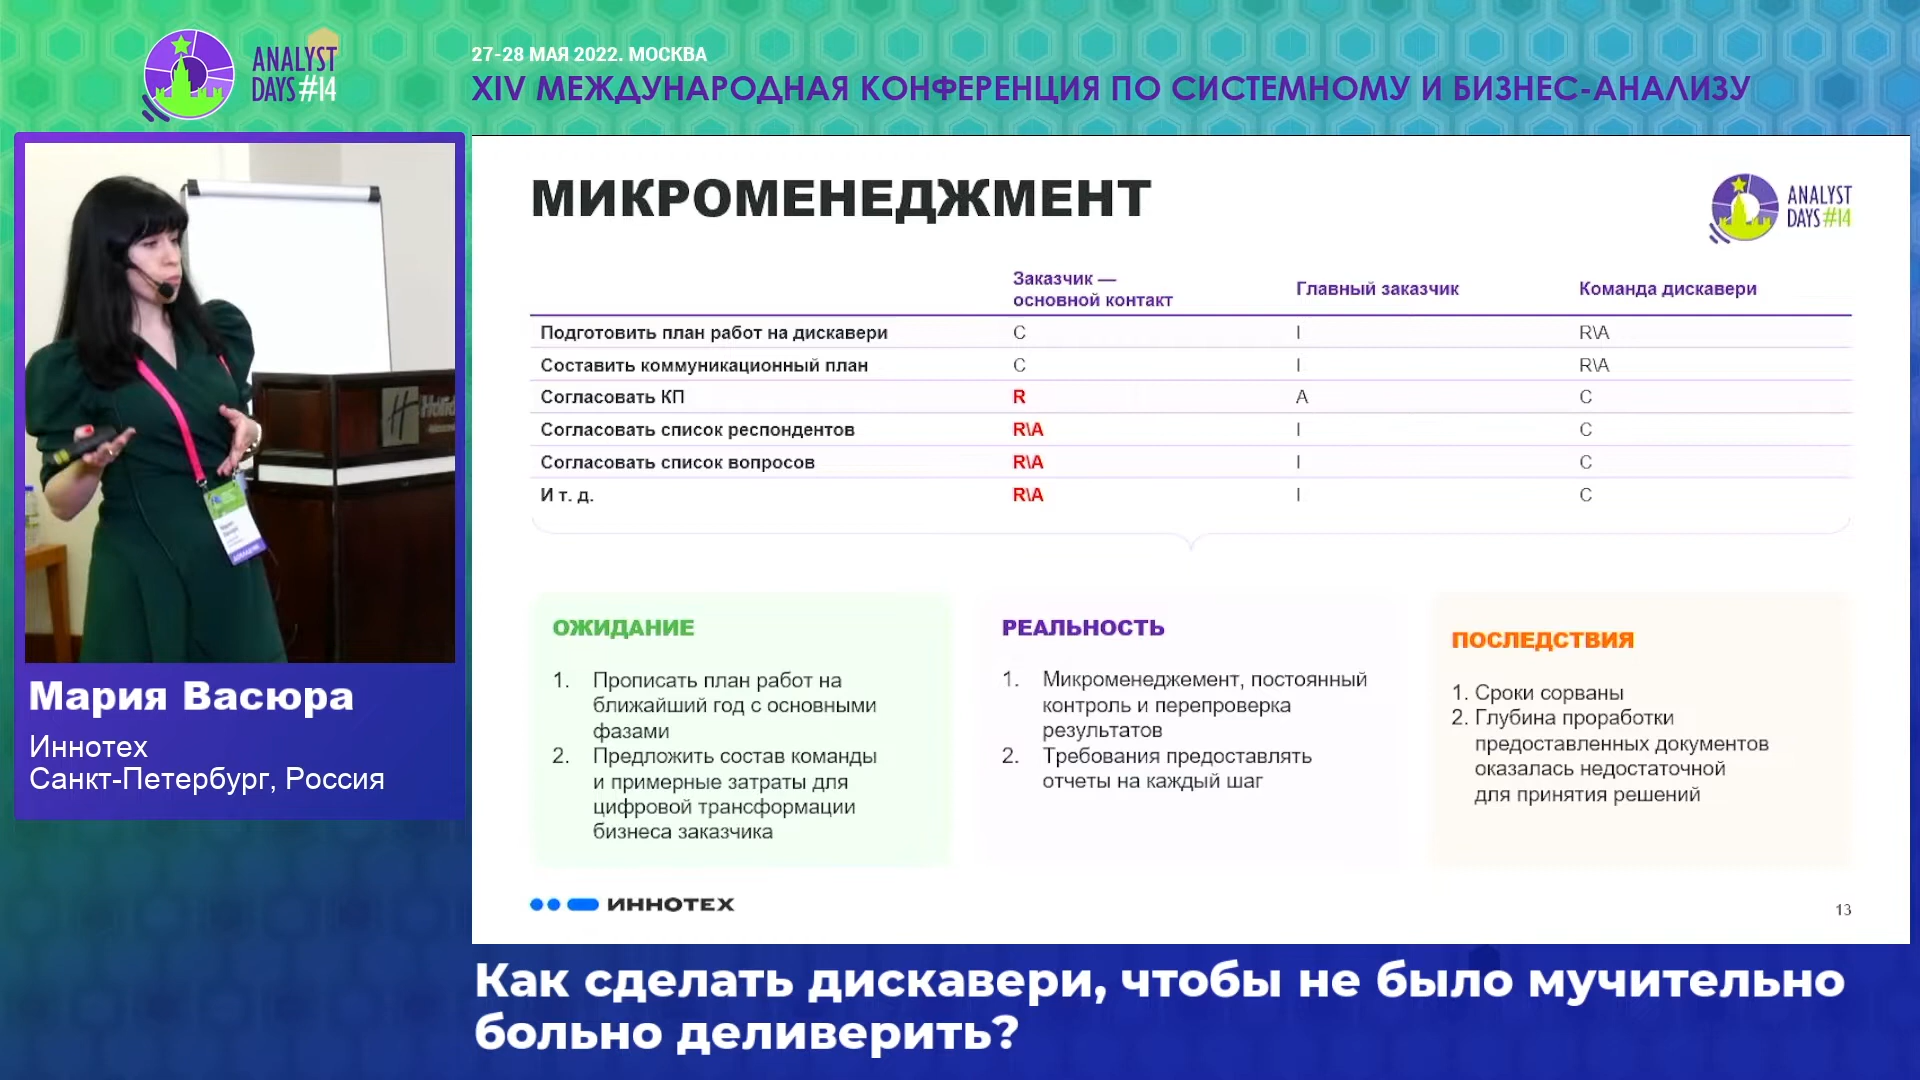 ANALYST
DAYS#14
27-28 МАЯ 2022. МОСКВА
XIV МЕЖДУНАРОДНАЯ КОНФЕРЕНЦИЯ ПО СИСТЕМНОМУ И БИЗНЕС-АНАЛИЗУ
Мария Васюра
Иннотех
Санкт-Петербург, Россия
МИКРОМЕНЕДЖМЕНТ
ANALYST
DAYS#14
Заказчик —
основной контакт
Главный заказчик
Команда дискавери
Подготовить план работ на дискавери C I R\A
Составить коммуникационный план C I R\A
Согласовать КП R A C
Согласовать список респондентов R\A I C
Согласовать список вопросов R\A I C
И т. д. R\A I C
ОЖИДАНИЕ
1. Прописать план работ на
ближайший год с основными
фазами
2. Предложить состав команды
и примерные затраты для
цифровой трансформации
бизнеса заказчика
РЕАЛЬНОСТЬ
1. Микроменеджемент, постоянный
контроль и перепроверка
результатов
2. Требования предоставлять
отчеты на каждый шаг
ПОСЛЕДСТВИЯ
1. Сроки сорваны
2. Глубина проработки
предоставленных документов
оказалась недостаточной
для принятия решений
ИННОТЕХ
13
Как сделать дискавери, чтобы не было мучительно
больно деливерить?